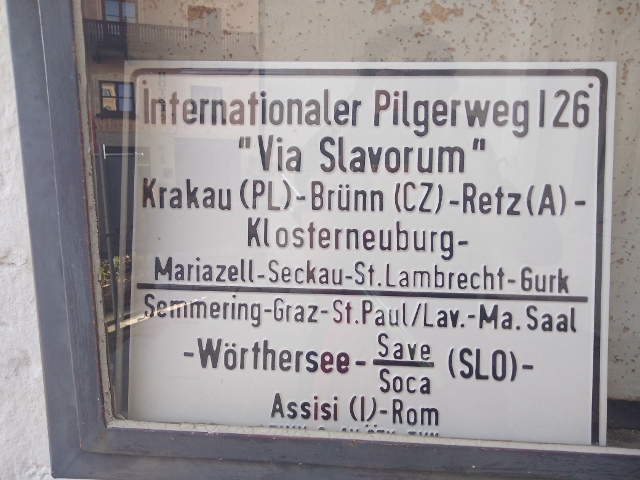 Internationaler Pilgerweg I 26
"Via Slavorum"
Krakau (PL)-Brünn (CZ)-Retz(A)-
Klosterneuburg-
Mariazell-Seckau-St.Lambrecht-Gurk
Semmering-Graz-St.Paul/Lav.-Ma.Saal
-Wörthersee-Save/Soca (SLO)-
Assisi (I)-Rom